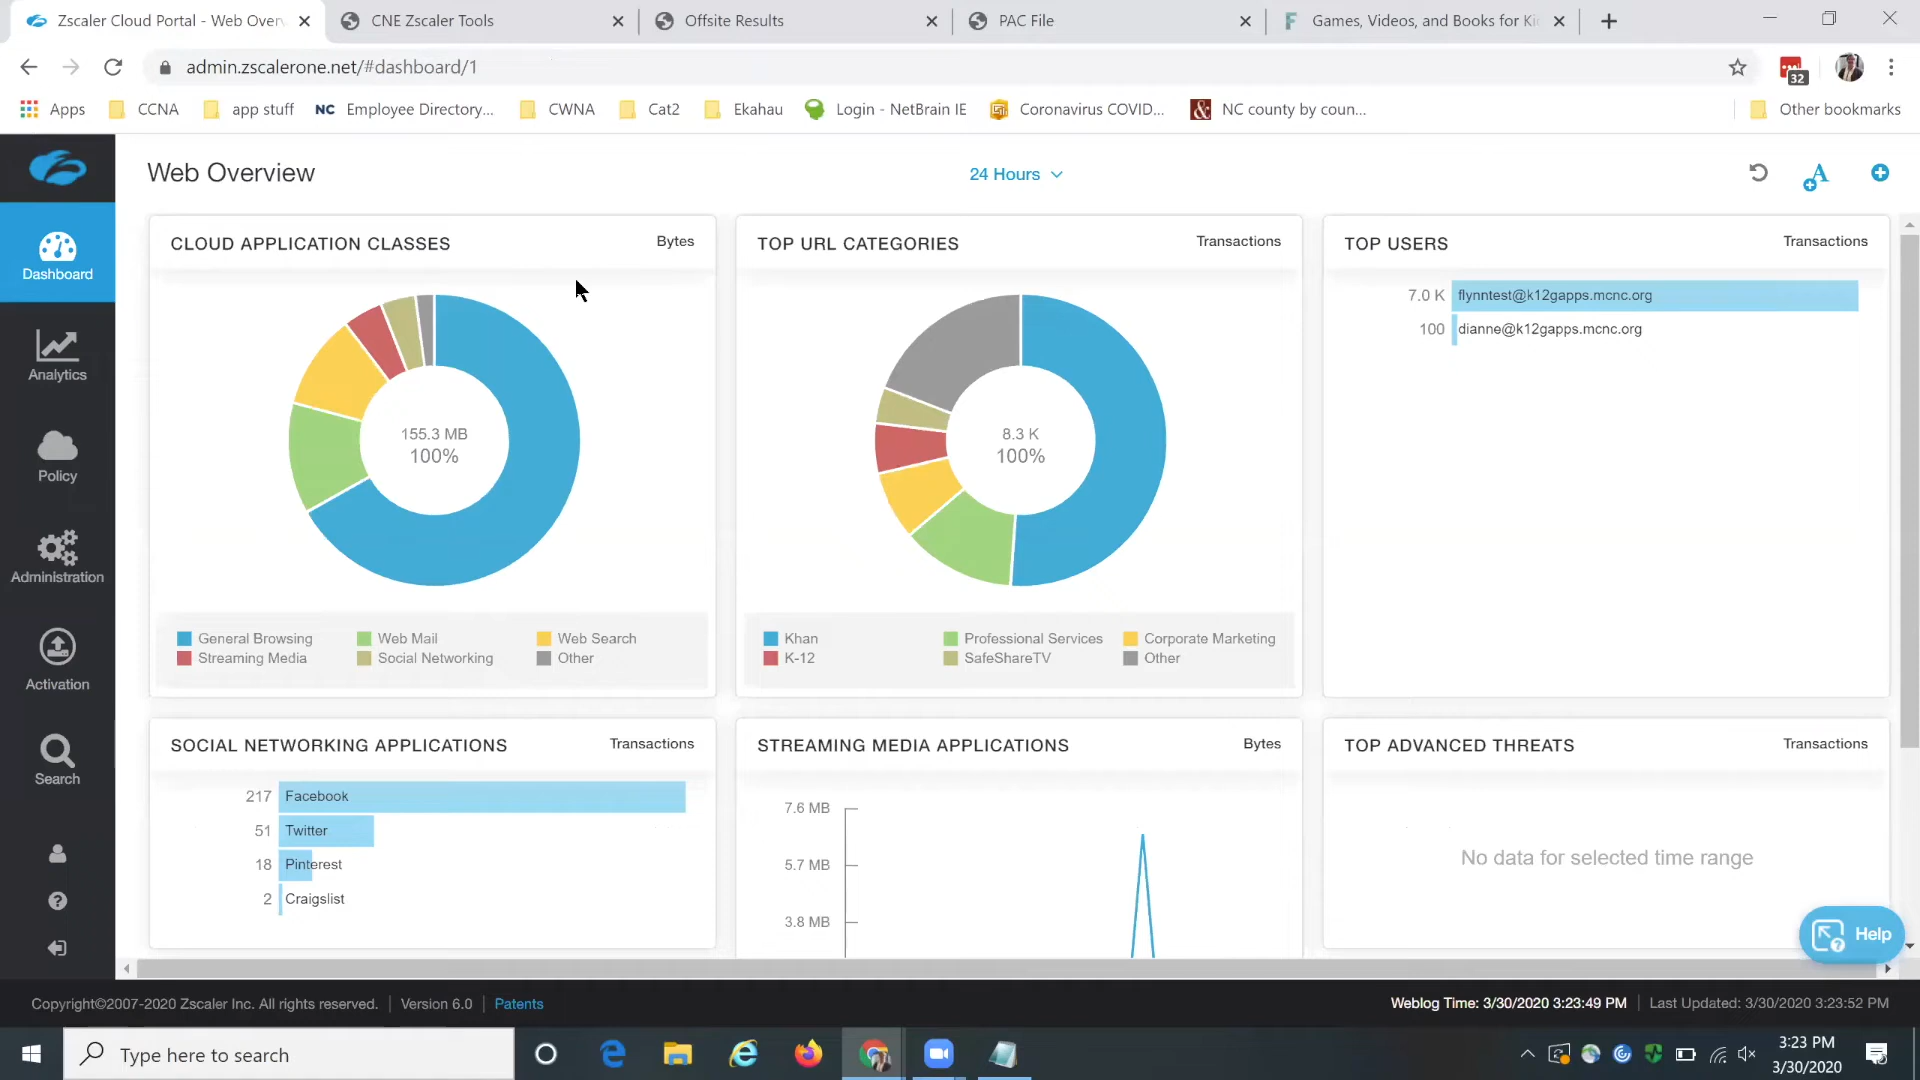 Zscaler Cloud Portal - Web Over
CNE Zscaler Tools
Offsite Results
PAC File
Games, Videos, and Books for Ki
admin.zscalerone.net/#dashboard/1
32
Apps
CCNA
app stuff
NC Employee Directory...
CWNA
Cat2
Ekahau
Login - NetBrain IE
Coronavirus COVID...
NC county by coun...
Other bookmarks
Dashboard
Analytics
Policy
Administration
Activation
Search
Web Overview
24 Hours
CLOUD APPLICATION CLASSES
Bytes
155.3 MB
100%
General Browsing
Web Mail
Web Search
Streaming Media
Social Networking
Other
TOP URL CATEGORIES
Transactions
8.3 K
100%
Khan
Professional Services
Corporate Marketing
K-12
SafeShareTV
Other
TOP USERS
Transactions
7.0 K flynntest@k12gapps.mcnc.org
100 dianne@k12gapps.mcnc.org
SOCIAL NETWORKING APPLICATIONS
Transactions
217 Facebook
51 Twitter
18 Pinterest
2 Craigslist
STREAMING MEDIA APPLICATIONS
Bytes
7.6 MB
5.7 MB
3.8 MB
TOP ADVANCED THREATS
Transactions
No data for selected time range
Help
Copyright©2007-2020 Zscaler Inc. All rights reserved. | Version 6.0 | Patents
Weblog Time: 3/30/2020 3:23:49 PM | Last Updated: 3/30/2020 3:23:52 PM
Type here to search
3:23 PM
3/30/2020